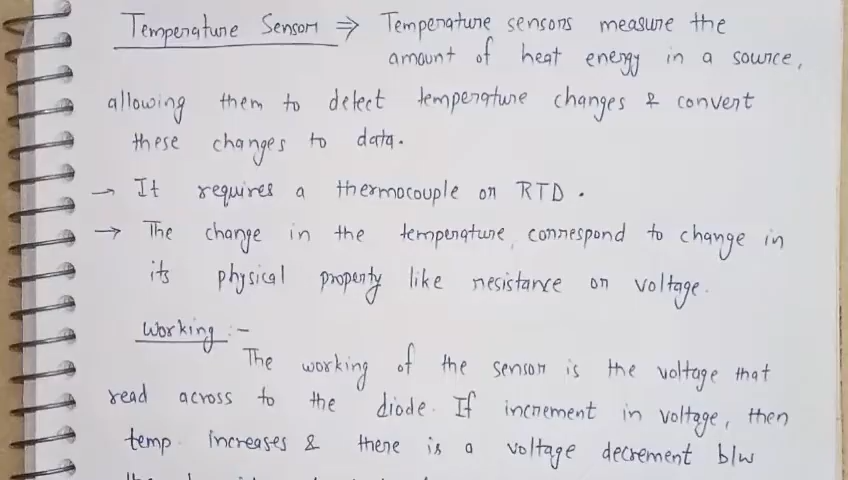 Temperature Sensor ⇒ Temperature sensors measure the
amount of heat energy in a source,
allowing them to detect temperature changes & convert
these changes to data.
→ It requires a thermocouple or RTD.
→ The change in the temperature correspond to change in
its physical property like resistance or voltage.
Working :-
The working of the sensor is the voltage that
read across to the diode. If increment in voltage, then
temp. increases & there is a voltage decrement b/w